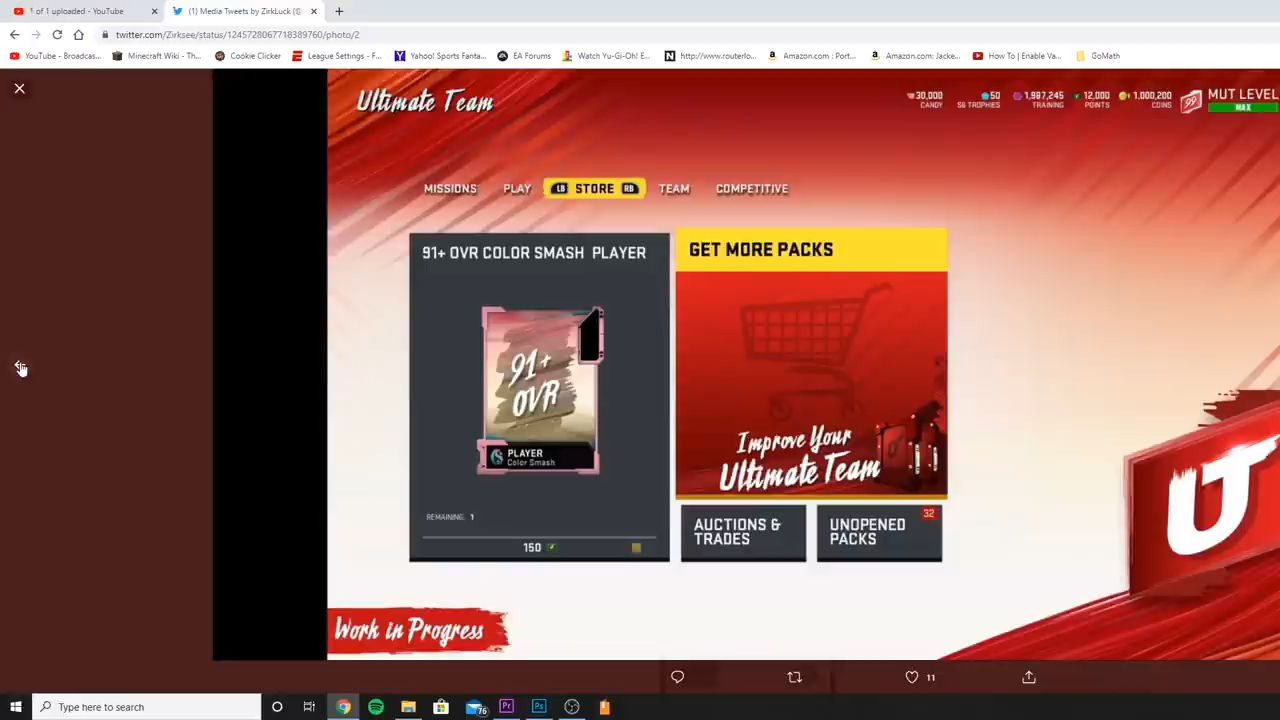 1 of 1 uploaded - YouTube
(1) Media Tweets by ZirkLuck (@
twitter.com/Zirksee/status/1245728067718389760/photo/2
YouTube - Broadcas...
Minecraft Wiki - Th...
Cookie Clicker
League Settings - F...
Yahoo! Sports Fanta...
EA Forums
Watch Yu-Gi-Oh! E...
http://www.routerlo...
Amazon.com : Port...
Amazon.com: Jacke...
How To | Enable Va...
GoMath
Ultimate Team
30,000
CANDY
50
SB TROPHIES
1,987,245
TRAINING
12,000
POINTS
1,000,200
COINS
99
MUT LEVEL
MAX
MISSIONS
PLAY
LB STORE RB
TEAM
COMPETITIVE
91+ OVR COLOR SMASH PLAYER
91+
OVR
PLAYER
Color Smash
REMAINING: 1
150
GET MORE PACKS
Improve Your
Ultimate Team
AUCTIONS &
TRADES
UNOPENED
PACKS
32
UT
Work in Progress
11
Type here to search
76
Pr
Ps